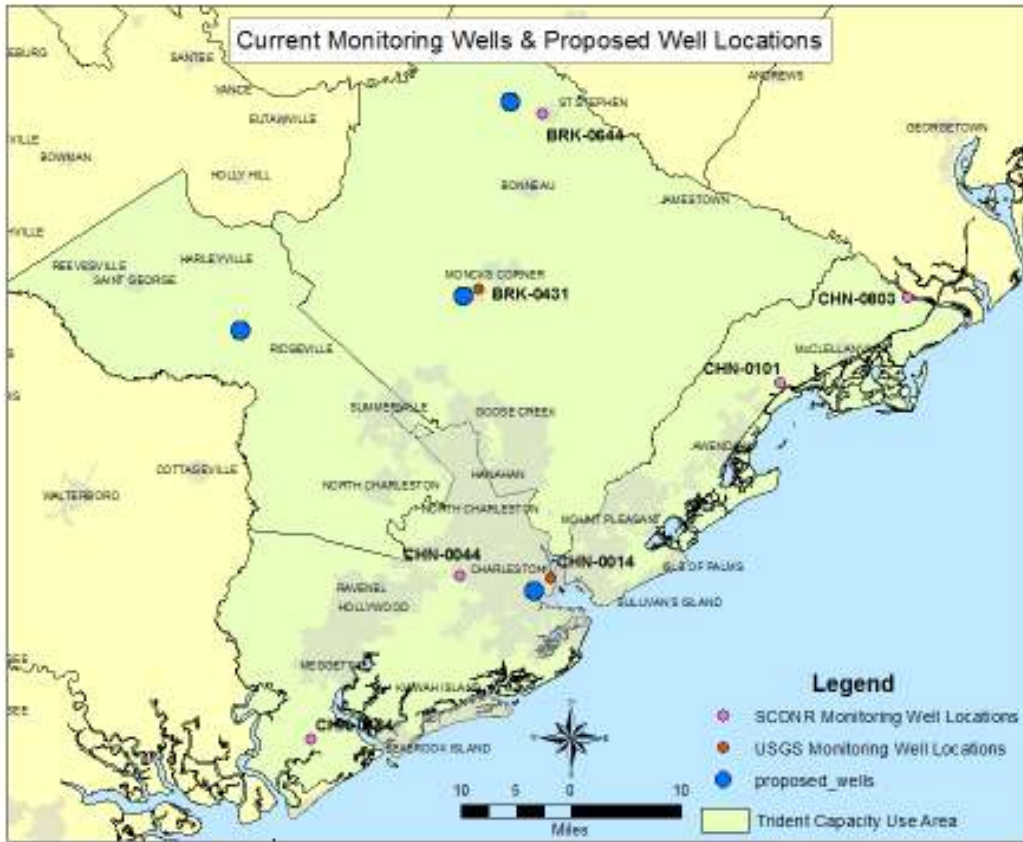 Current Monitoring Wells & Proposed Well Locations
SANTEE
ANDREWS
VANCE
ST STEPHEN
EUTAWVILLE
GEORGETOWN
BRK-0644
BOWMAN
HOLLY HILL
BONNEAU
JAMESTOWN
REEVESVILLE
HARLEYVILLE
SAINT GEORGE
MONCKS CORNER
BRK-0431
CHN-0803
RIDGEVILLE
CHN-0101
SUMMERVILLE
GOOSE CREEK
COTTAGEVILLE
HANAHAN
WALTERBORO
NORTH CHARLESTON
NORTH CHARLESTON
MOUNT PLEASANT
CHN-0044
CHARLESTON
CHN-0014
ISLE OF PALMS
RAVENEL
HOLLYWOOD
SULLIVAN'S ISLAND
KIAWAH ISLAND
SEABROOK ISLAND
Legend
SCDNR Monitoring Well Locations
USGS Monitoring Well Locations
proposed_wells
Trident Capacity Use Area
10 5 0 10
Miles